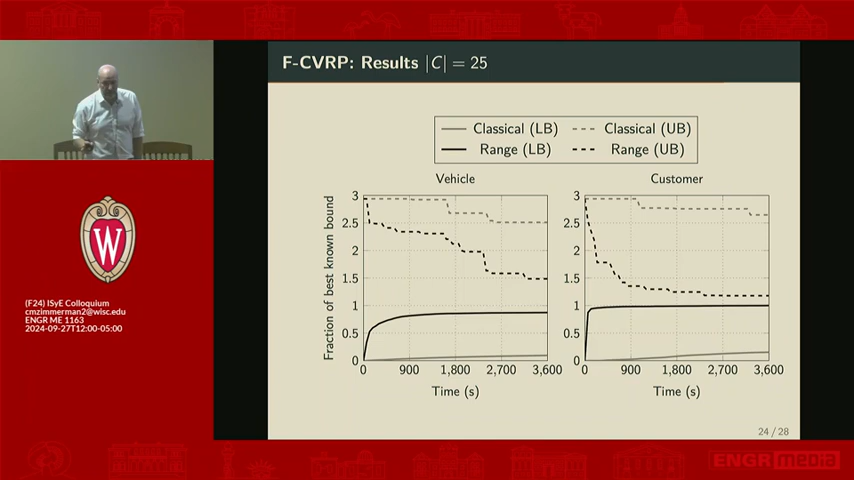 F-CVRP: Results |C| = 25
Classical (LB) Classical (UB)
Range (LB) Range (UB)
Vehicle Customer
Fraction of best known bound
3 3
2.5 2.5
2 2
1.5 1.5
1 1
0.5 0.5
0 0
0 900 1,800 2,700 3,600 0 900 1,800 2,700 3,600
Time (s) Time (s)
24 / 28
W
(F24) ISyE Colloquium
cmzimmerman2@wisc.edu
ENGR ME 1163
2024-09-27T12:00-05:00
ENGR media